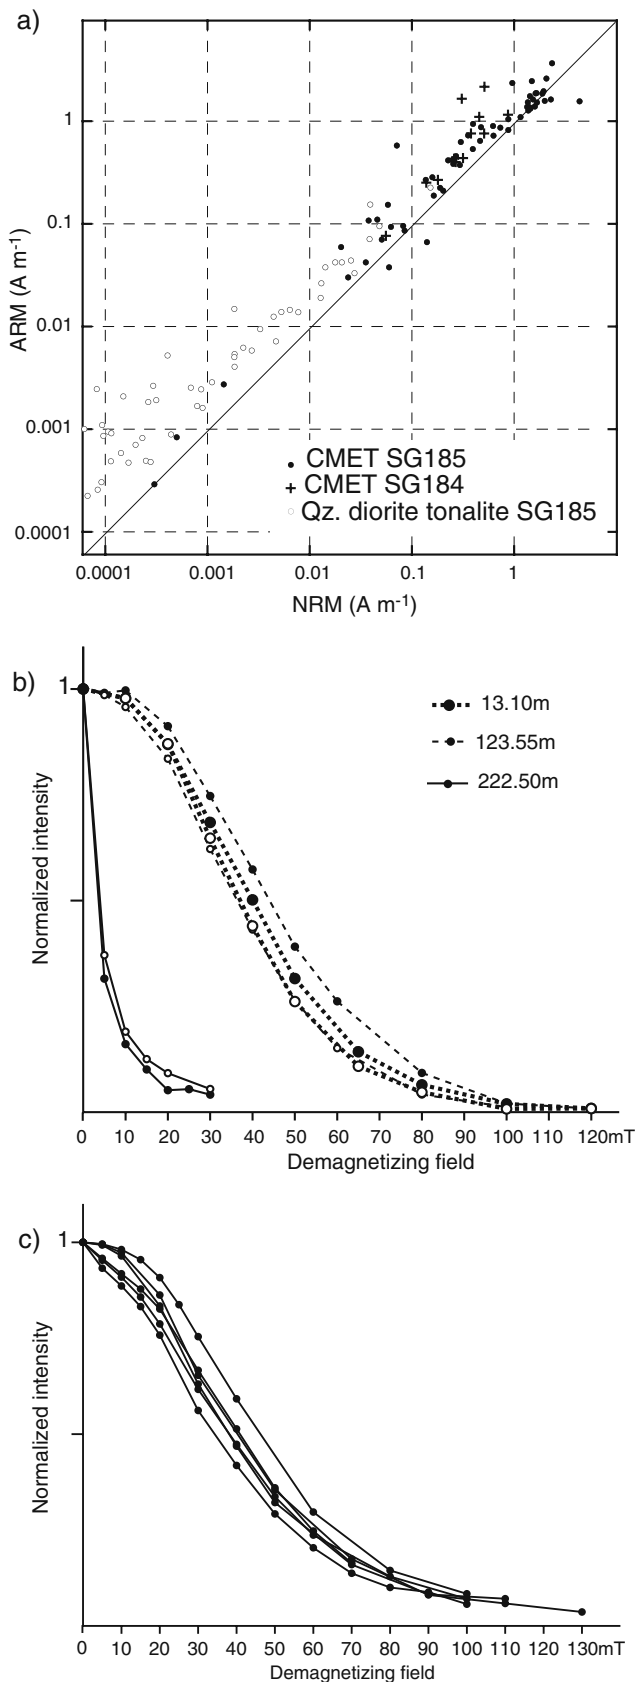 a)
1
0.1
ARM (A m-1)
0.01
0.001
CMET SG185
CMET SG184
Qz. diorite tonalite SG185
0.0001
0.0001 0.001 0.01 0.1 1
NRM (A m-1)
b)
1
13.10m
123.55m
222.50m
Normalized intensity
0 10 20 30 40 50 60 70 80 90 100 110 120mT
Demagnetizing field
c)
1
Normalized intensity
0 10 20 30 40 50 60 70 80 90 100 110 120 130mT
Demagnetizing field